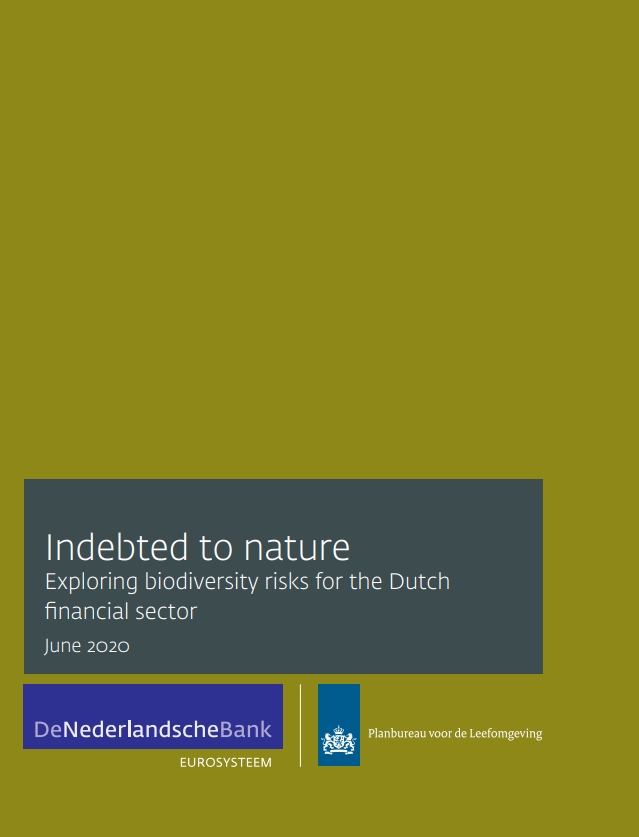 Indebted to nature
Exploring biodiversity risks for the Dutch
financial sector
June 2020
DeNederlandscheBank
EUROSYSTEEM
Planbureau voor de Leefomgeving